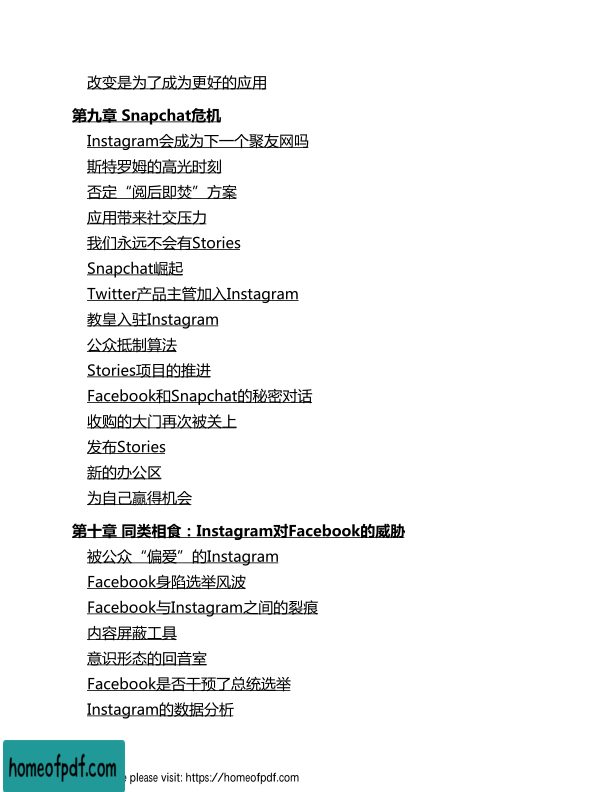 改变是为了成为更好的应用
第九章 Snapchat危机
Instagram会成为下一个聚友网吗
斯特罗姆的高光时刻
否定“阅后即焚”方案
应用带来社交压力
我们永远不会有Stories
Snapchat崛起
Twitter产品主管加入Instagram
教皇入驻Instagram
公众抵制算法
Stories项目的推进
Facebook和Snapchat的秘密对话
收购的大门再次被关上
发布Stories
新的办公区
为自己赢得机会
第十章 同类相食：Instagram对Facebook的威胁
被公众“偏爱”的Instagram
Facebook身陷选举风波
Facebook与Instagram之间的裂痕
内容屏蔽工具
意识形态的回音室
Facebook是否干预了总统选举
Instagram的数据分析
homeofpdf.com
please visit: https://homeofpdf.com